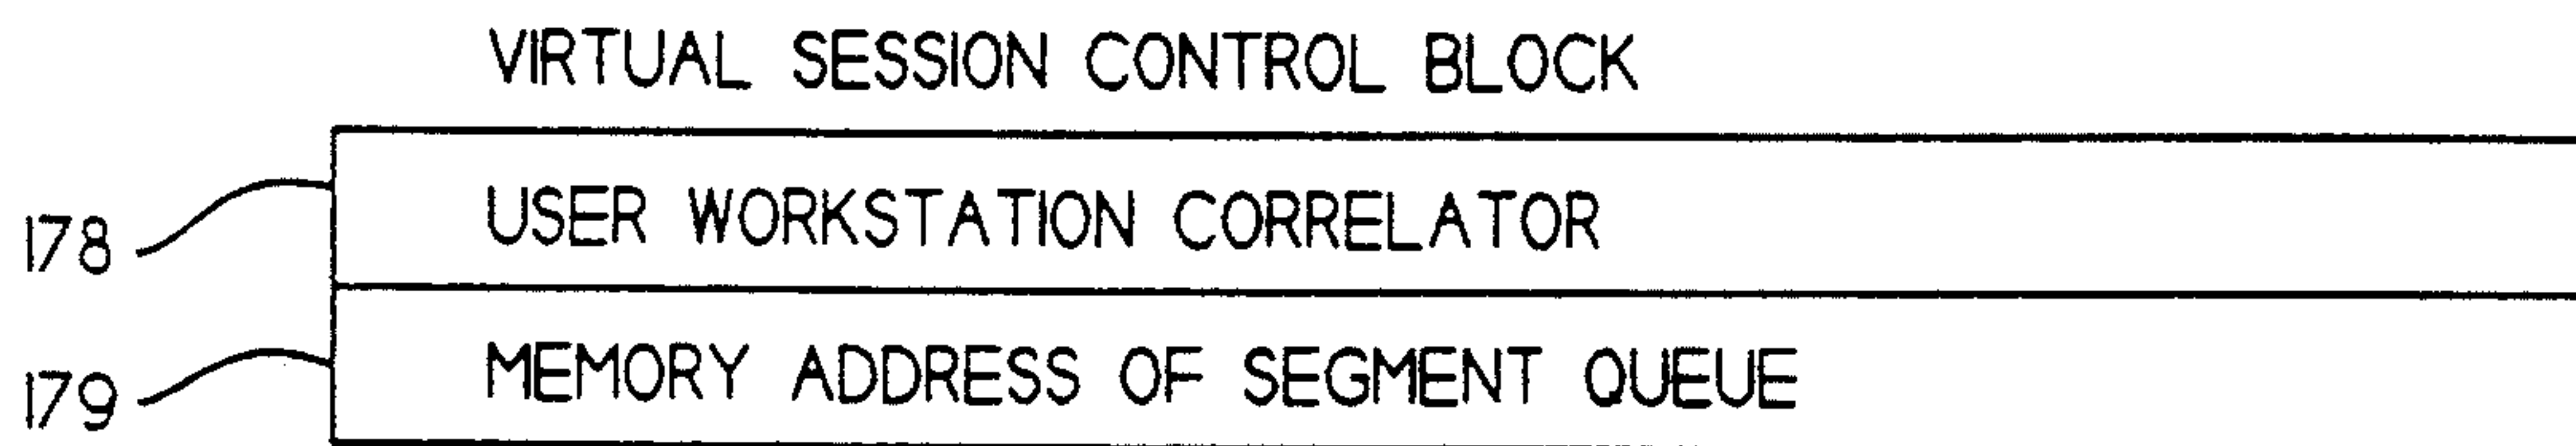 VIRTUAL SESSION CONTROL BLOCK
178 USER WORKSTATION CORRELATOR
179 MEMORY ADDRESS OF SEGMENT QUEUE